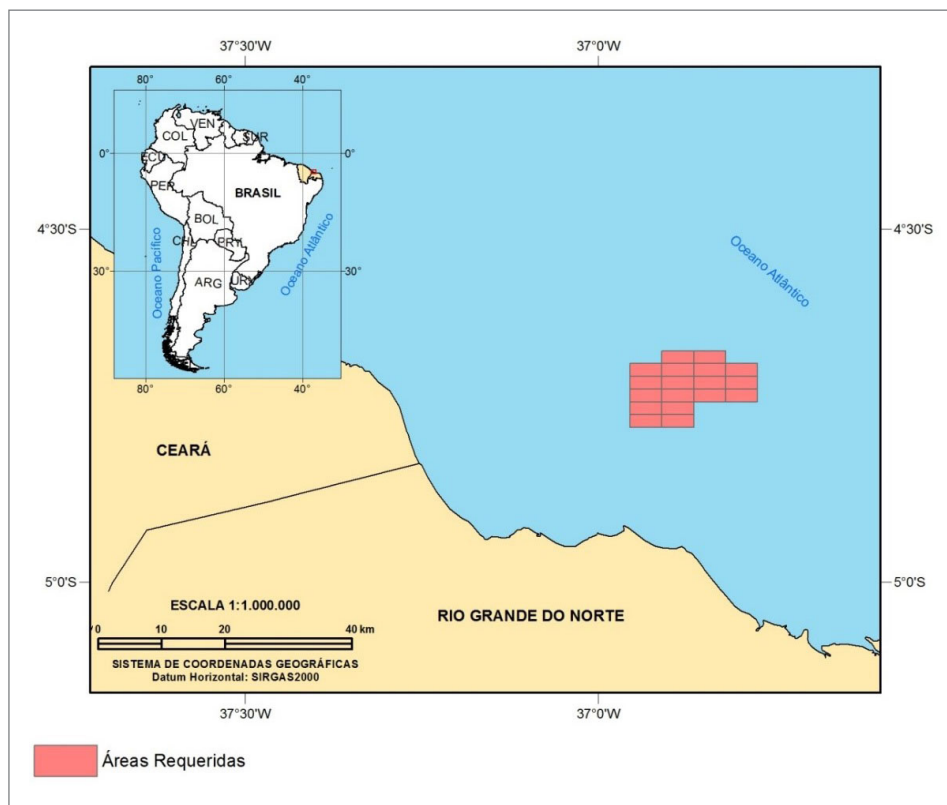 37°30'W
37°0'W
80°
60°
40°
VEN
COL
SUR
0°
ECU
0°
PER
BRASIL
BOL
CHL
PRY
30°
30°
ARG
URY
Oceano Pacífico
Oceano Atlântico
80°
60°
40°
4°30'S
4°30'S
Oceano Atlântico
CEARÁ
5°0'S
5°0'S
ESCALA 1:1.000.000
0
10
20
40 km
RIO GRANDE DO NORTE
SISTEMA DE COORDENADAS GEOGRÁFICAS
Datum Horizontal: SIRGAS2000
37°30'W
37°0'W
Áreas Requeridas